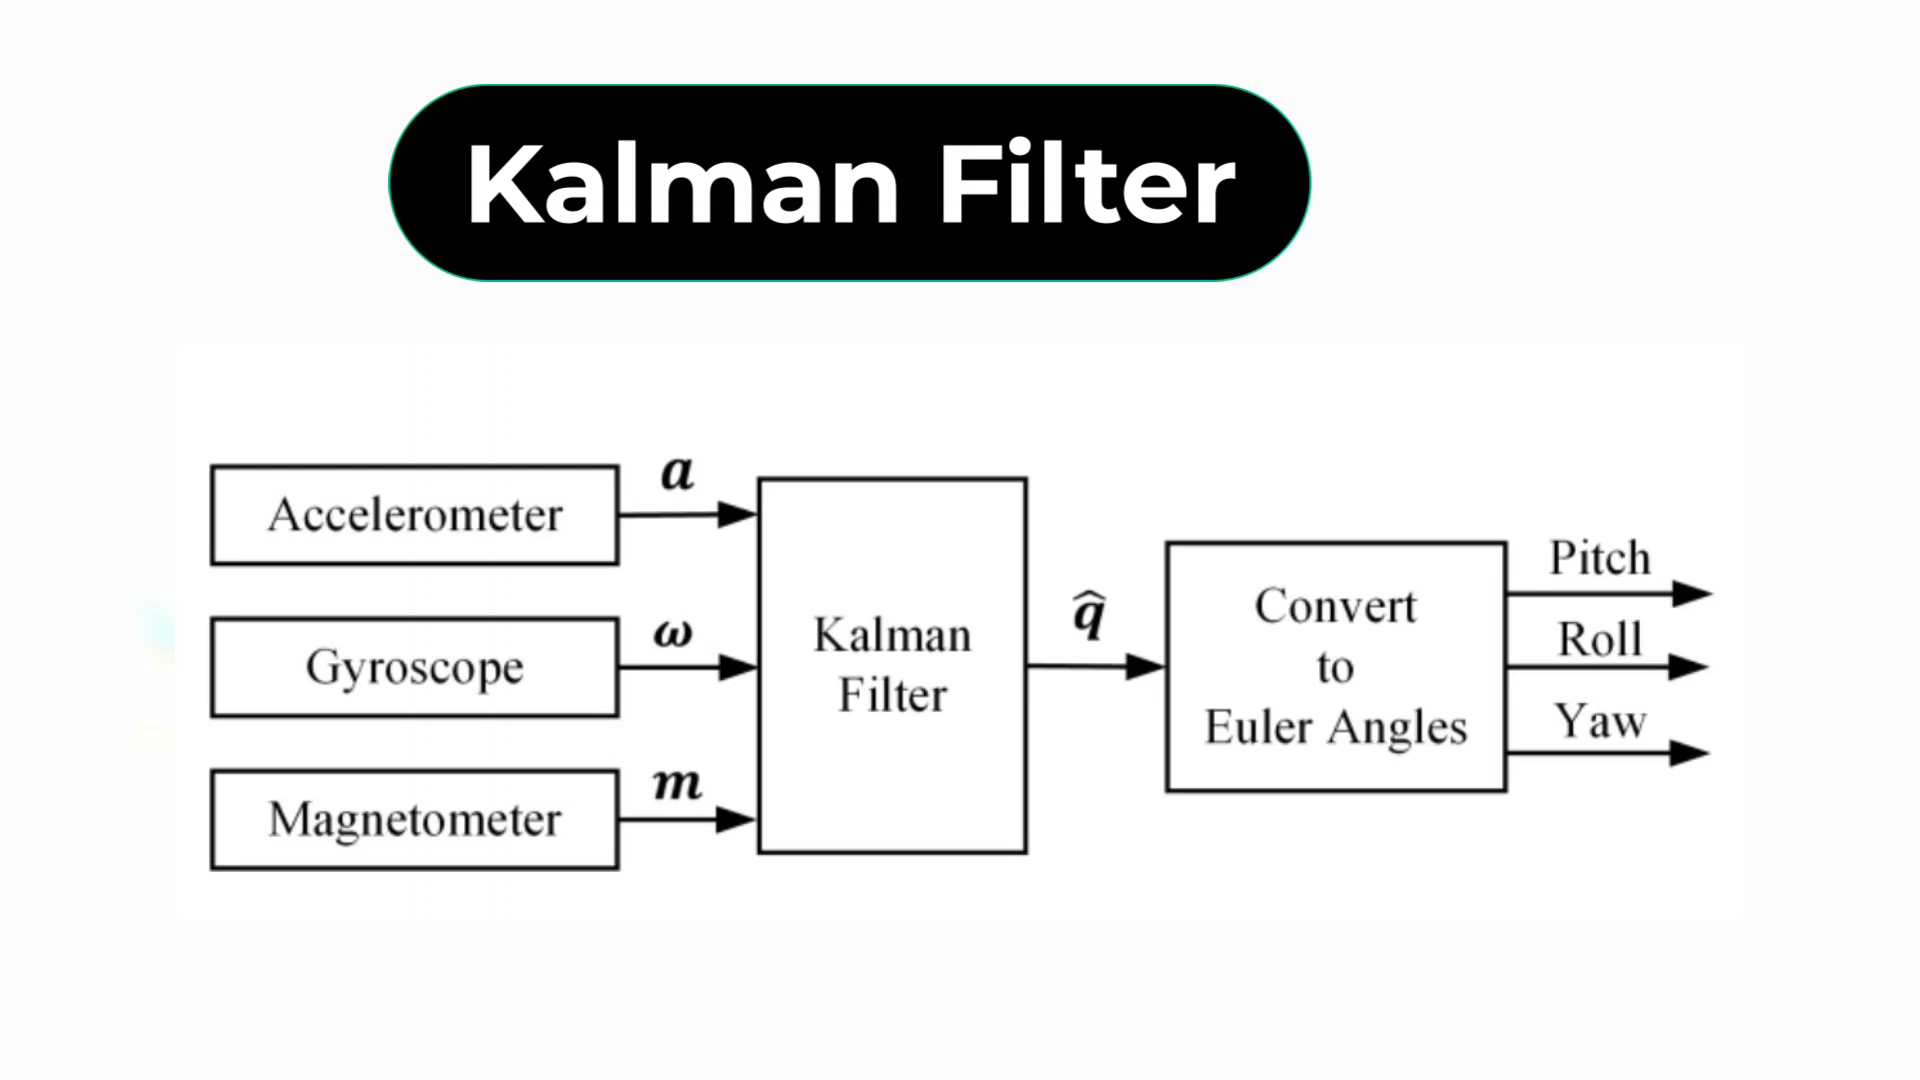 Kalman Filter
Accelerometer
a
Gyroscope
ω
Magnetometer
m
Kalman
Filter
q̂
Convert
to
Euler Angles
Pitch
Roll
Yaw